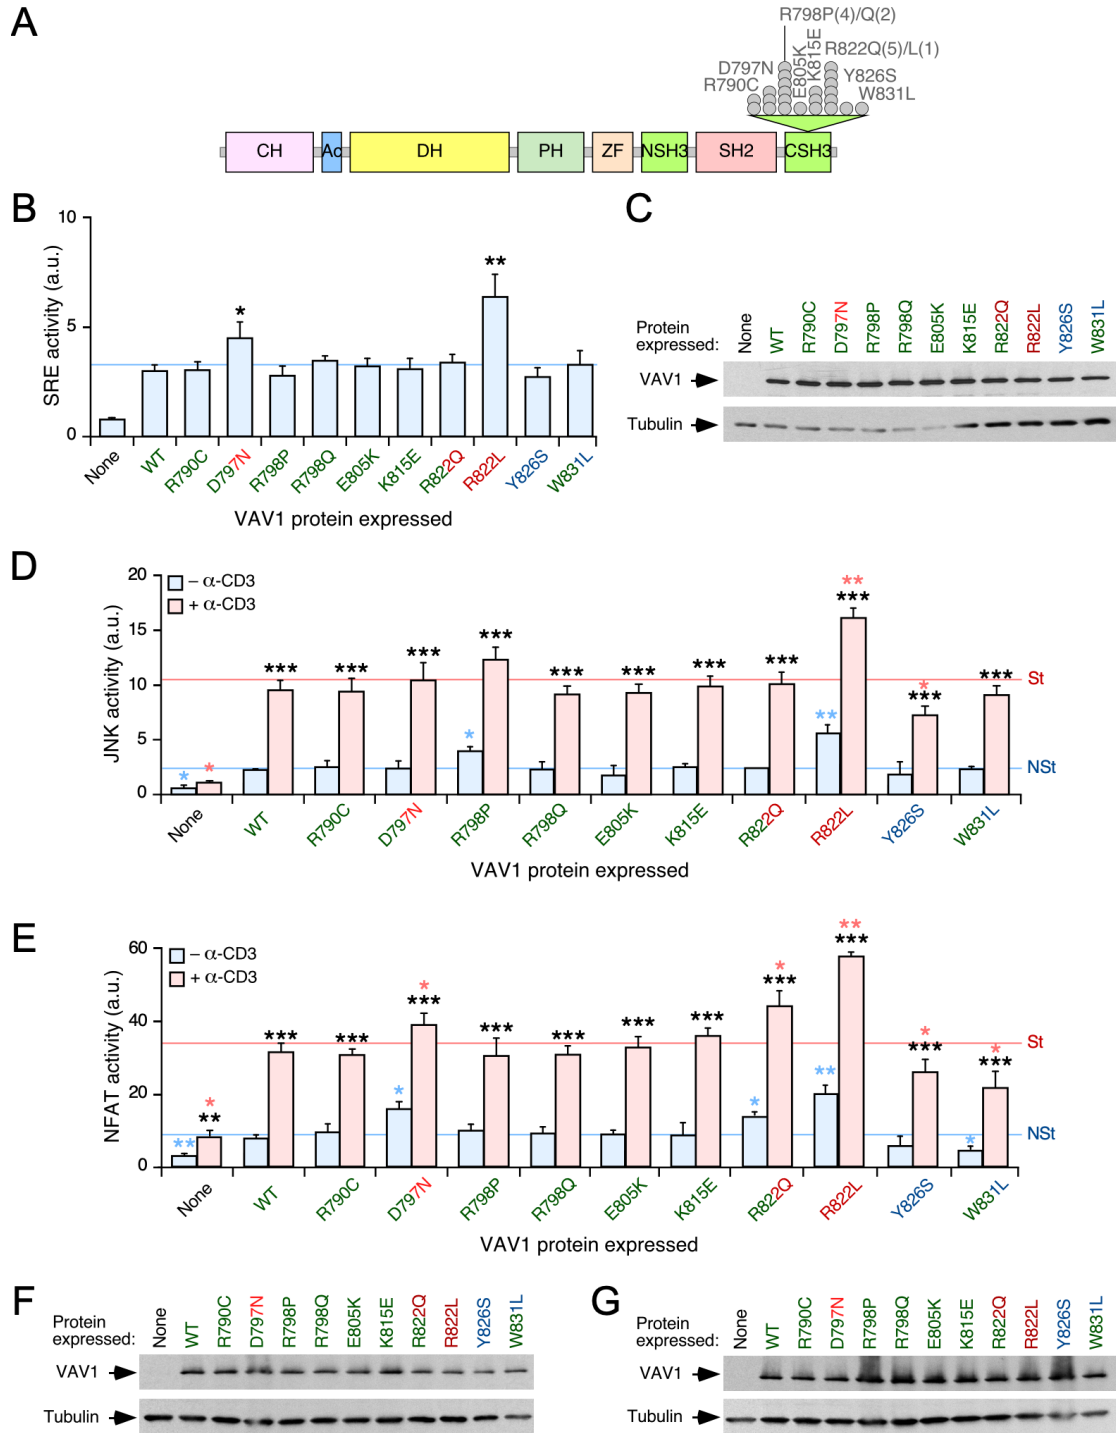 A
R798P(4)/Q(2)
E805K
K815E
R822Q(5)/L(1)
D797N
Y826S
R790C
W831L
CH
Ac
DH
PH
ZF
NSH3
SH2
CSH3
B
SRE activity (a.u.)
10
5
0
*
**
None
WT
R790C
D797N
R798P
R798Q
E805K
K815E
R822Q
R822L
Y826S
W831L
VAV1 protein expressed
C
Protein
expressed:
None
WT
R790C
D797N
R798P
R798Q
E805K
K815E
R822Q
R822L
Y826S
W831L
VAV1
Tubulin
D
JNK activity (a.u.)
20
15
10
5
0
– α-CD3
+ α-CD3
* * *** *** *** * *** *** *** *** *** ** ** *** * *** ***
St
NSt
None
WT
R790C
D797N
R798P
R798Q
E805K
K815E
R822Q
R822L
Y826S
W831L
VAV1 protein expressed
E
NFAT activity (a.u.)
60
40
20
0
– α-CD3
+ α-CD3
** * ** *** *** * * *** *** *** *** *** * * *** ** ** *** * *** * * ***
St
NSt
None
WT
R790C
D797N
R798P
R798Q
E805K
K815E
R822Q
R822L
Y826S
W831L
VAV1 protein expressed
F
Protein
expressed:
None
WT
R790C
D797N
R798P
R798Q
E805K
K815E
R822Q
R822L
Y826S
W831L
VAV1
Tubulin
G
Protein
expressed:
None
WT
R790C
D797N
R798P
R798Q
E805K
K815E
R822Q
R822L
Y826S
W831L
VAV1
Tubulin